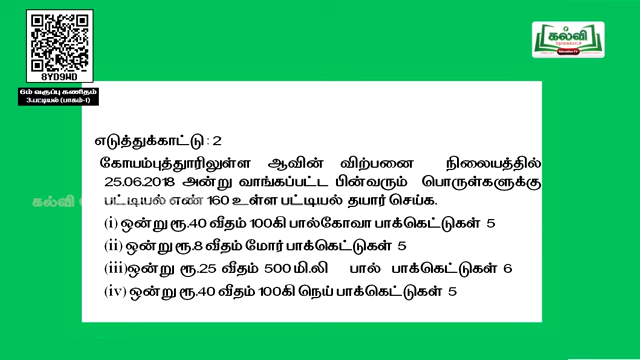 கல்வி
8YD9WD
6ம் வகுப்பு கணிதம்
3.பட்டியல் (பாகம்-1)
எடுத்துக்காட்டு : 2
கோயம்புத்தூரிலுள்ள ஆவின் விற்பனை நிலையத்தில்
25.06.2018 அன்று வாங்கப்பட்ட பின்வரும் பொருள்களுக்கு
பட்டியல் எண் 160 உள்ள பட்டியல் தயார் செய்க.
கல்வி
(i) ஒன்று ரூ.40 வீதம் 100கி பால்கோவா பாக்கெட்டுகள் 5
(ii) ஒன்று ரூ.8 வீதம் மோர் பாக்கெட்டுகள் 5
(iii)ஒன்று ரூ.25 வீதம் 500 மி.லி பால் பாக்கெட்டுகள் 6
(iv) ஒன்று ரூ.40 வீதம் 100கி நெய் பாக்கெட்டுகள் 5